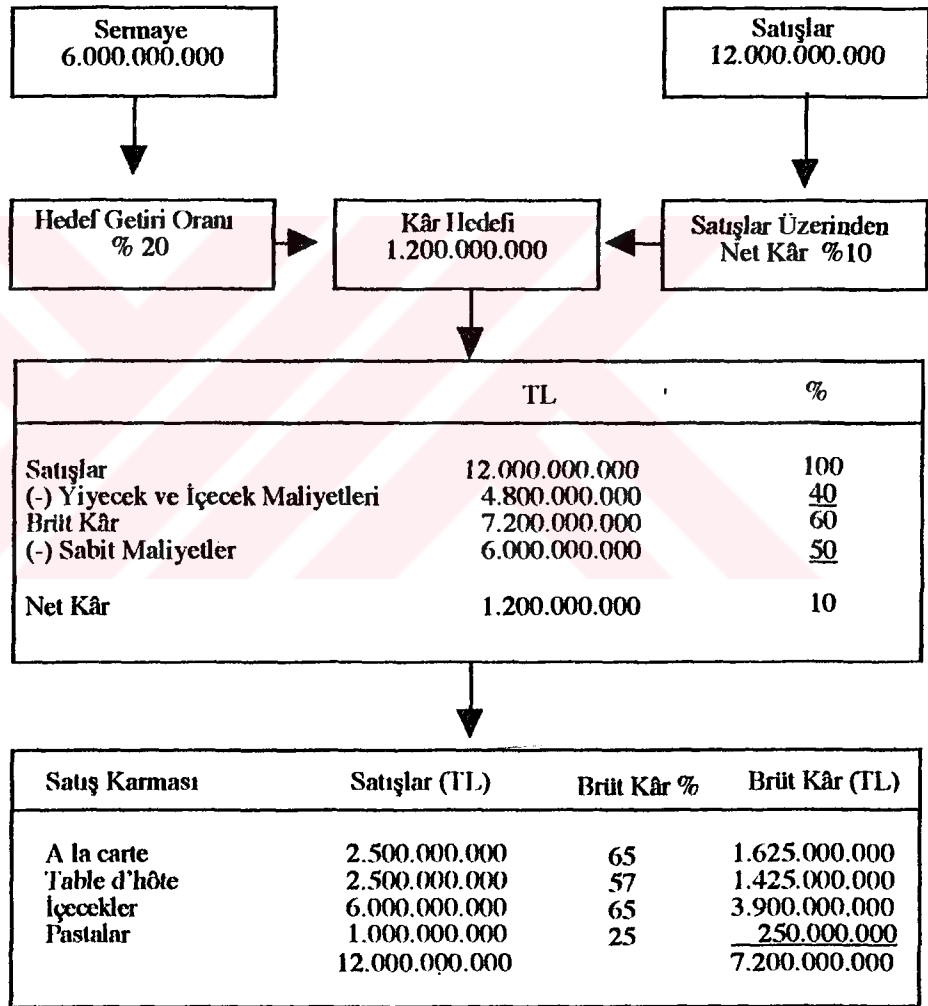 Sermaye
6.000.000.000
Satışlar
12.000.000.000
Hedef Getiri Oranı
% 20
Kâr Hedefi
1.200.000.000
Satışlar Üzerinden
Net Kâr %10
TL %
Satışlar 12.000.000.000 100
(-) Yiyecek ve İçecek Maliyetleri 4.800.000.000 40
Brüt Kâr 7.200.000.000 60
(-) Sabit Maliyetler 6.000.000.000 50
Net Kâr 1.200.000.000 10
Satış Karması Satışlar (TL) Brüt Kâr % Brüt Kâr (TL)
A la carte 2.500.000.000 65 1.625.000.000
Table d'hôte 2.500.000.000 57 1.425.000.000
İçecekler 6.000.000.000 65 3.900.000.000
Pastalar 1.000.000.000 25 250.000.000
12.000.000.000 7.200.000.000